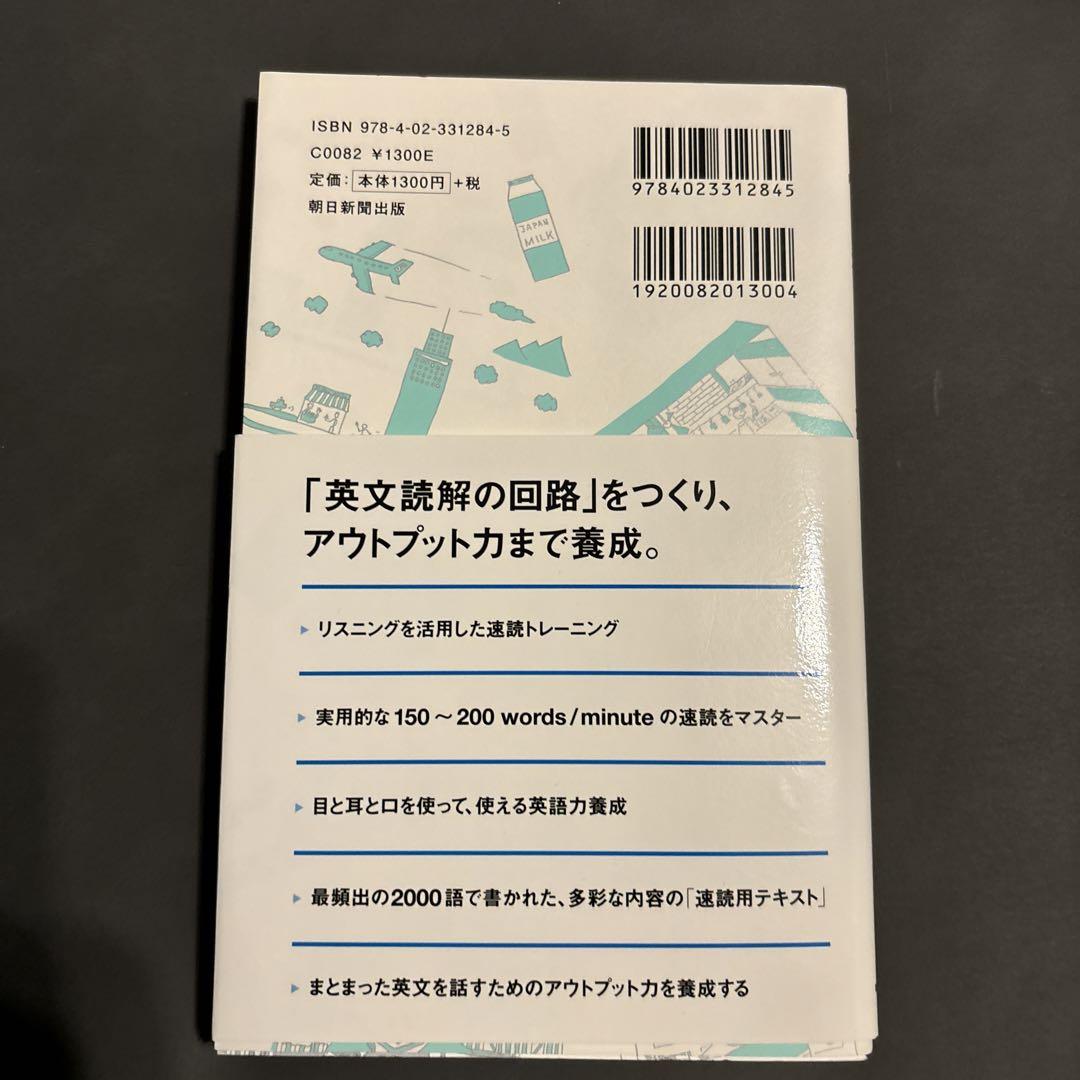 ISBN 978-4-02-331284-5
C0082 ¥1300E
定価：本体1300円+税
朝日新聞出版
9784023312845
1920082013004
JAPAN
MILK
「英文読解の回路」をつくり、
アウトプット力まで養成。
▶ リスニングを活用した速読トレーニング
▶ 実用的な150～200 words/minuteの速読をマスター
▶ 目と耳と口を使って、使える英語力養成
▶ 最頻出の2000語で書かれた、多彩な内容の「速読用テキスト」
▶ まとまった英文を話すためのアウトプット力を養成する